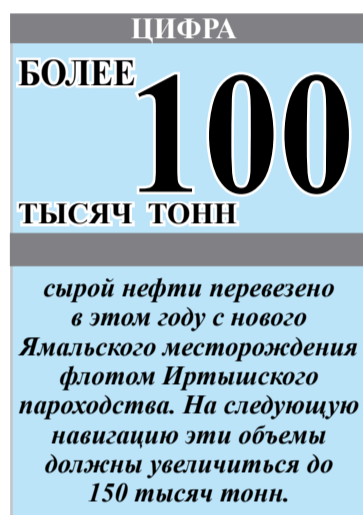 ЦИФРА
БОЛЕЕ
100
ТЫСЯЧ ТОНН
сырой нефти перевезено
в этом году с нового
Ямальского месторождения
флотом Иртышского
пароходства. На следующую
навигацию эти объемы
должны увеличиться до
150 тысяч тонн.